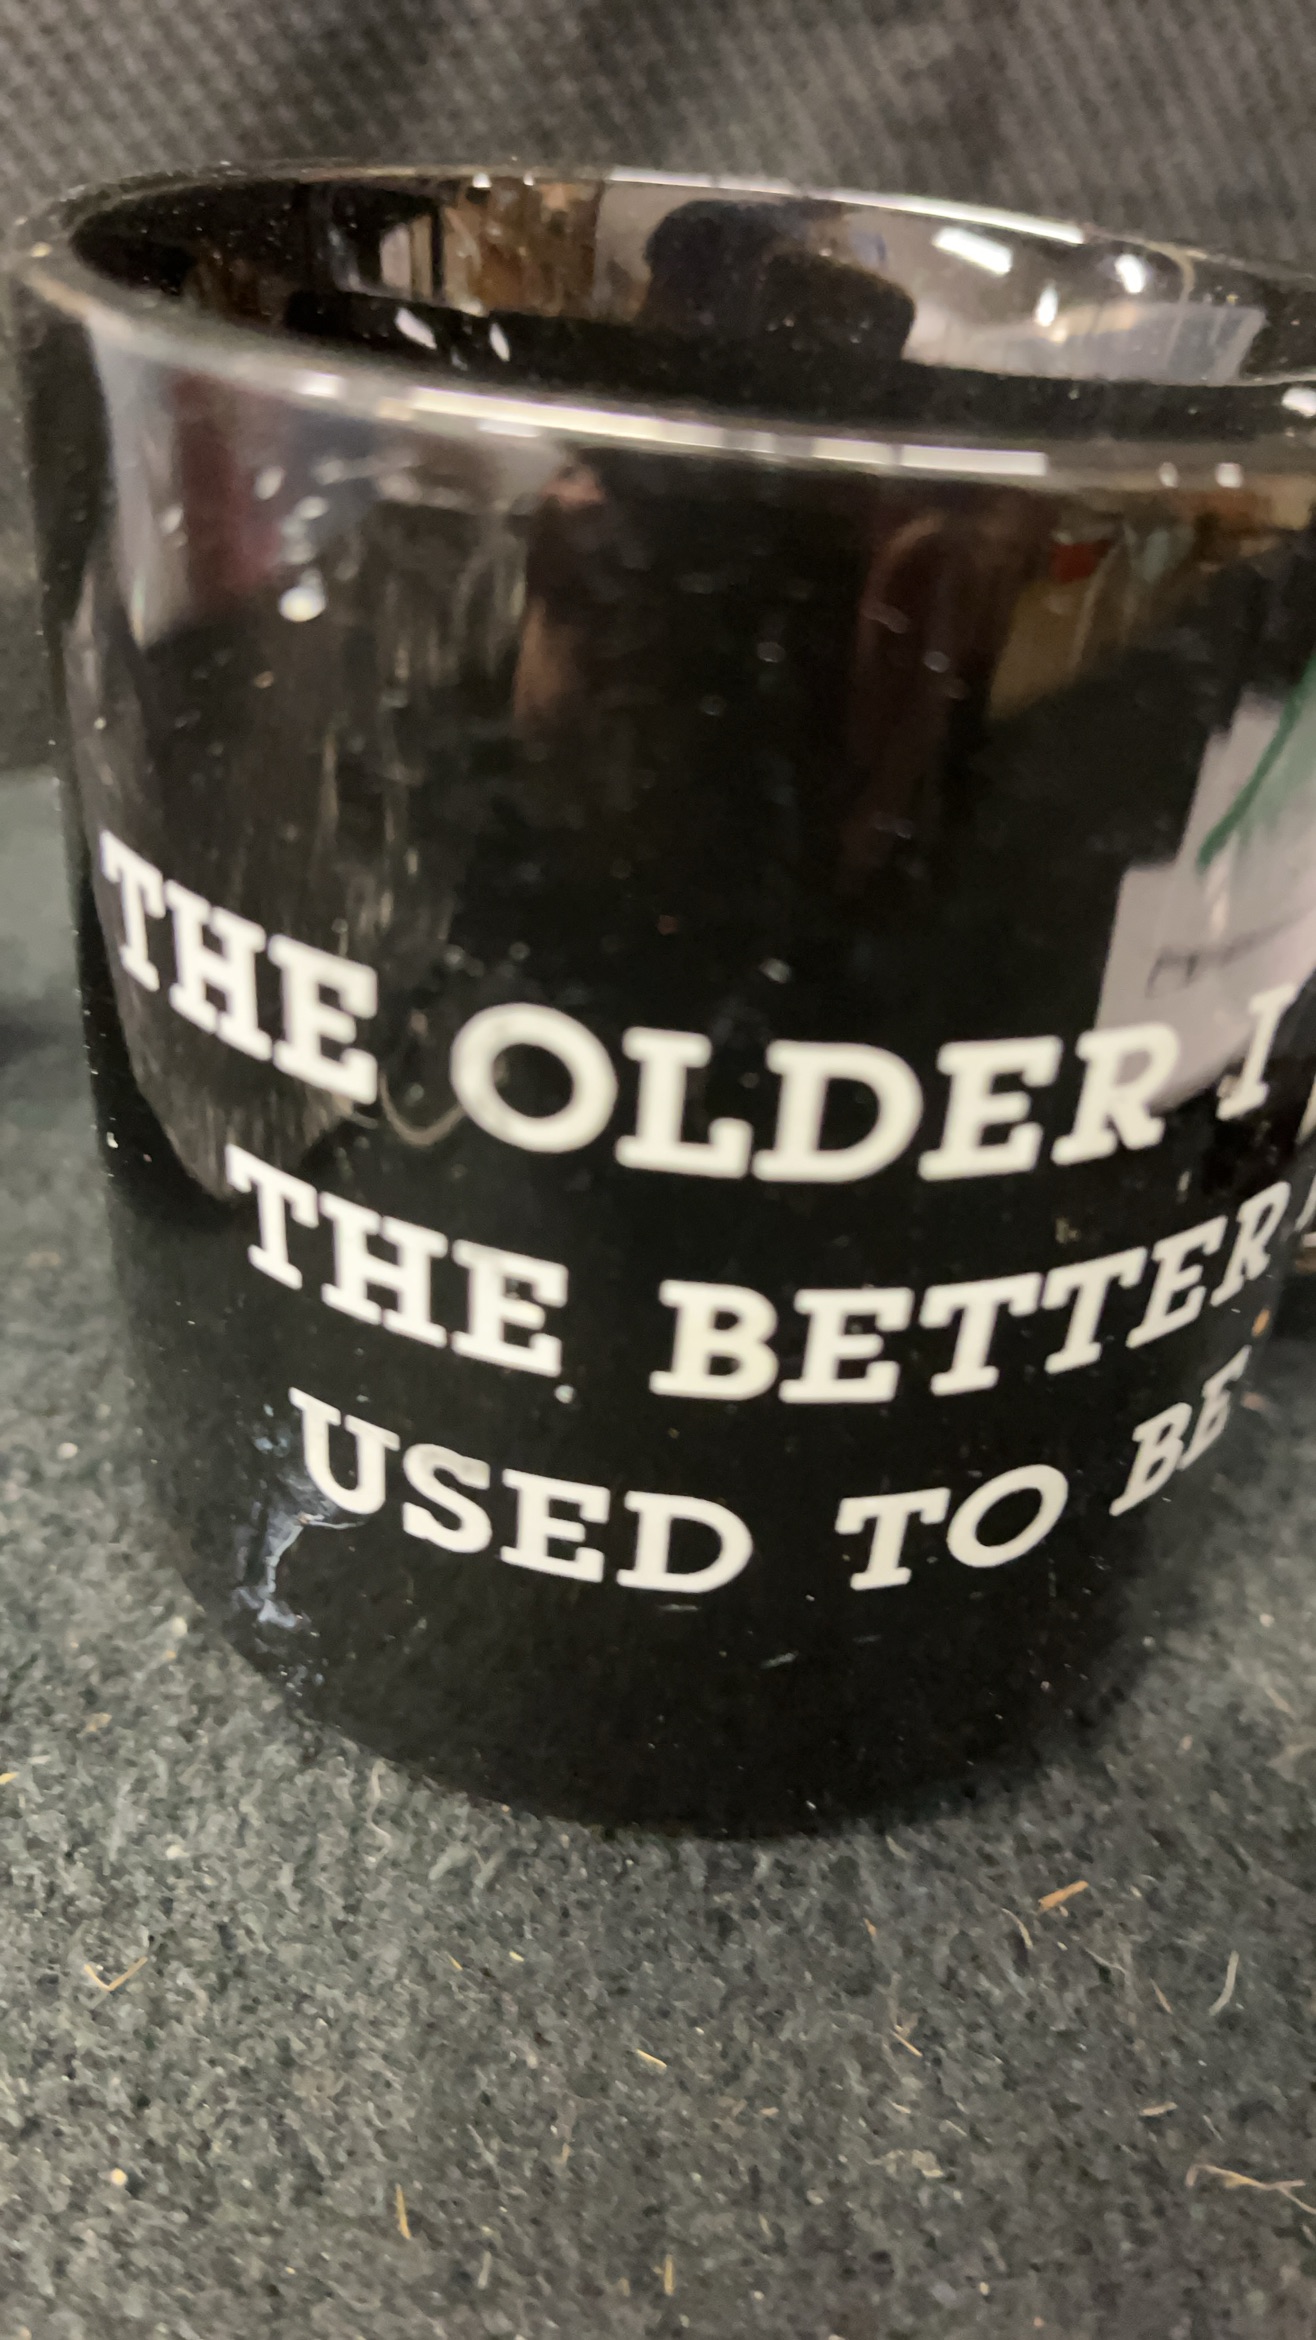 THE OLDER I
THE BETTER
USED TO BE